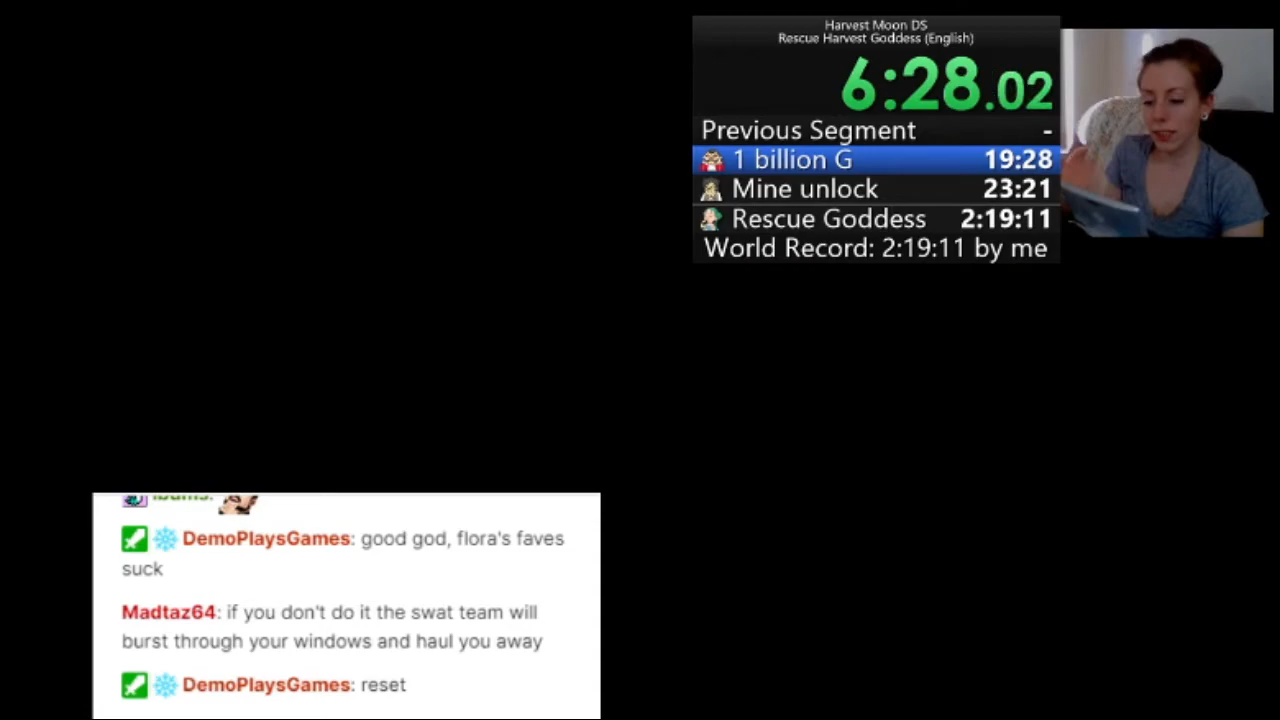 Harvest Moon DS
Rescue Harvest Goddess (English)
6:28.02
Previous Segment -
1 billion G 19:28
Mine unlock 23:21
Rescue Goddess 2:19:11
World Record: 2:19:11 by me
DemoPlaysGames: good god, flora's faves
suck
Madtaz64: if you don't do it the swat team will
burst through your windows and haul you away
DemoPlaysGames: reset